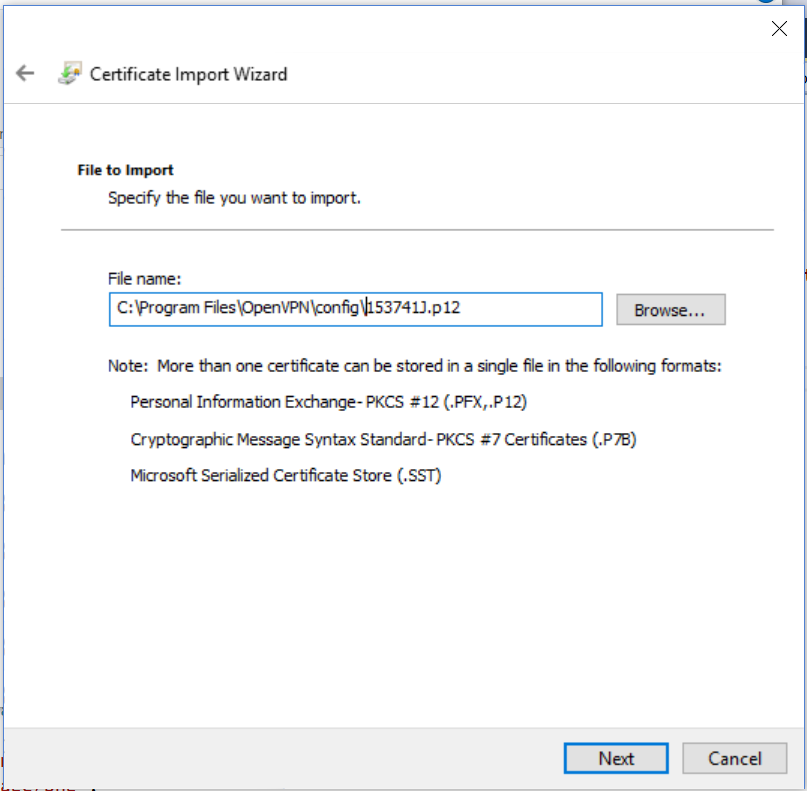 Certificate Import Wizard
File to Import
Specify the file you want to import.
File name:
C:\Program Files\OpenVPN\config\153741J.p12
Browse...
Note:  More than one certificate can be stored in a single file in the following formats:
Personal Information Exchange- PKCS #12 (.PFX,.P12)
Cryptographic Message Syntax Standard- PKCS #7 Certificates (.P7B)
Microsoft Serialized Certificate Store (.SST)
Next
Cancel